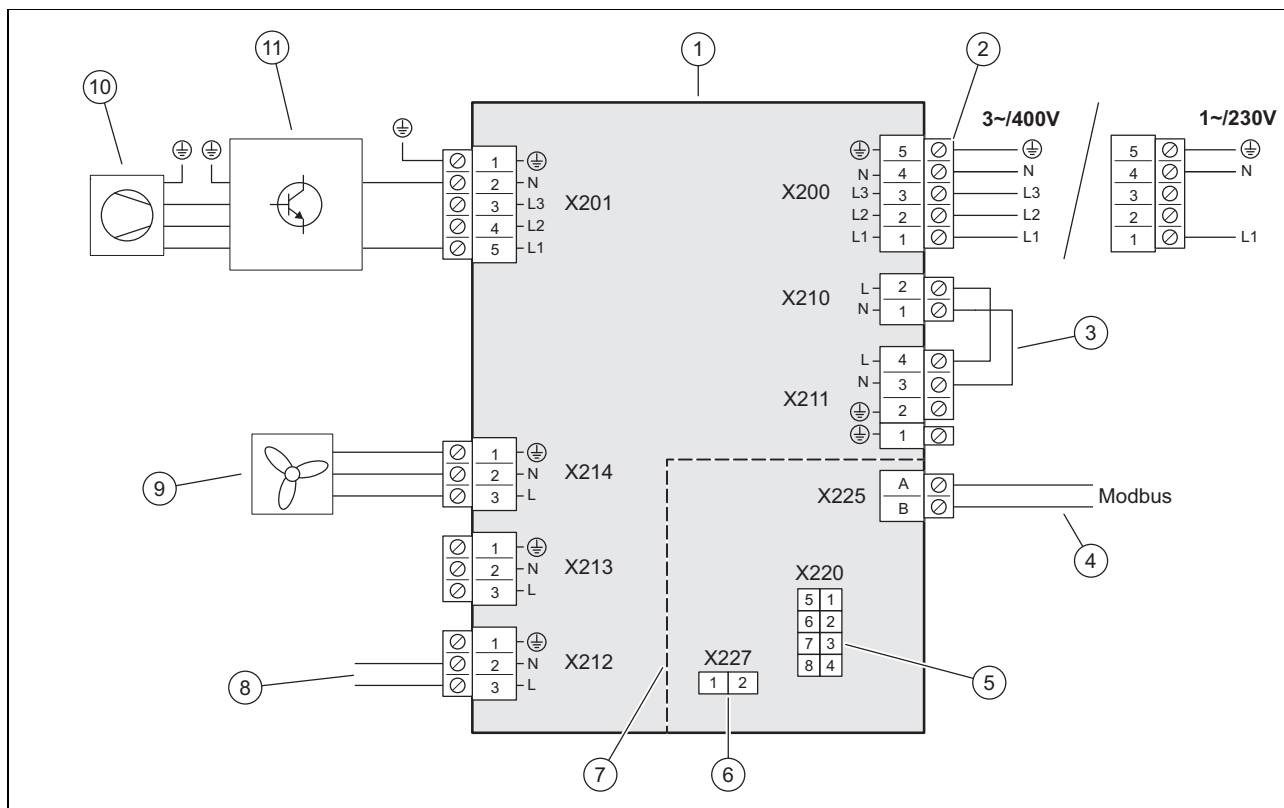 10
11
1
2
3~/400V
1~/230V
X201
1
2 N
3 L3
4 L2
5 L1
X200
5
N 4 N
L3 3 L3
L2 2 L2
L1 1 L1
5
4 N
3
2
1 L1
X210
L 2
N 1
3
X211
L 4
N 3
2
1
9
X214
1
2 N
3 L
X225
A
B
Modbus
4
X213
1
2 N
3 L
X220
5 1
6 2
7 3
8 4
5
8
X212
1
2 N
3 L
X227
1 2
7
6